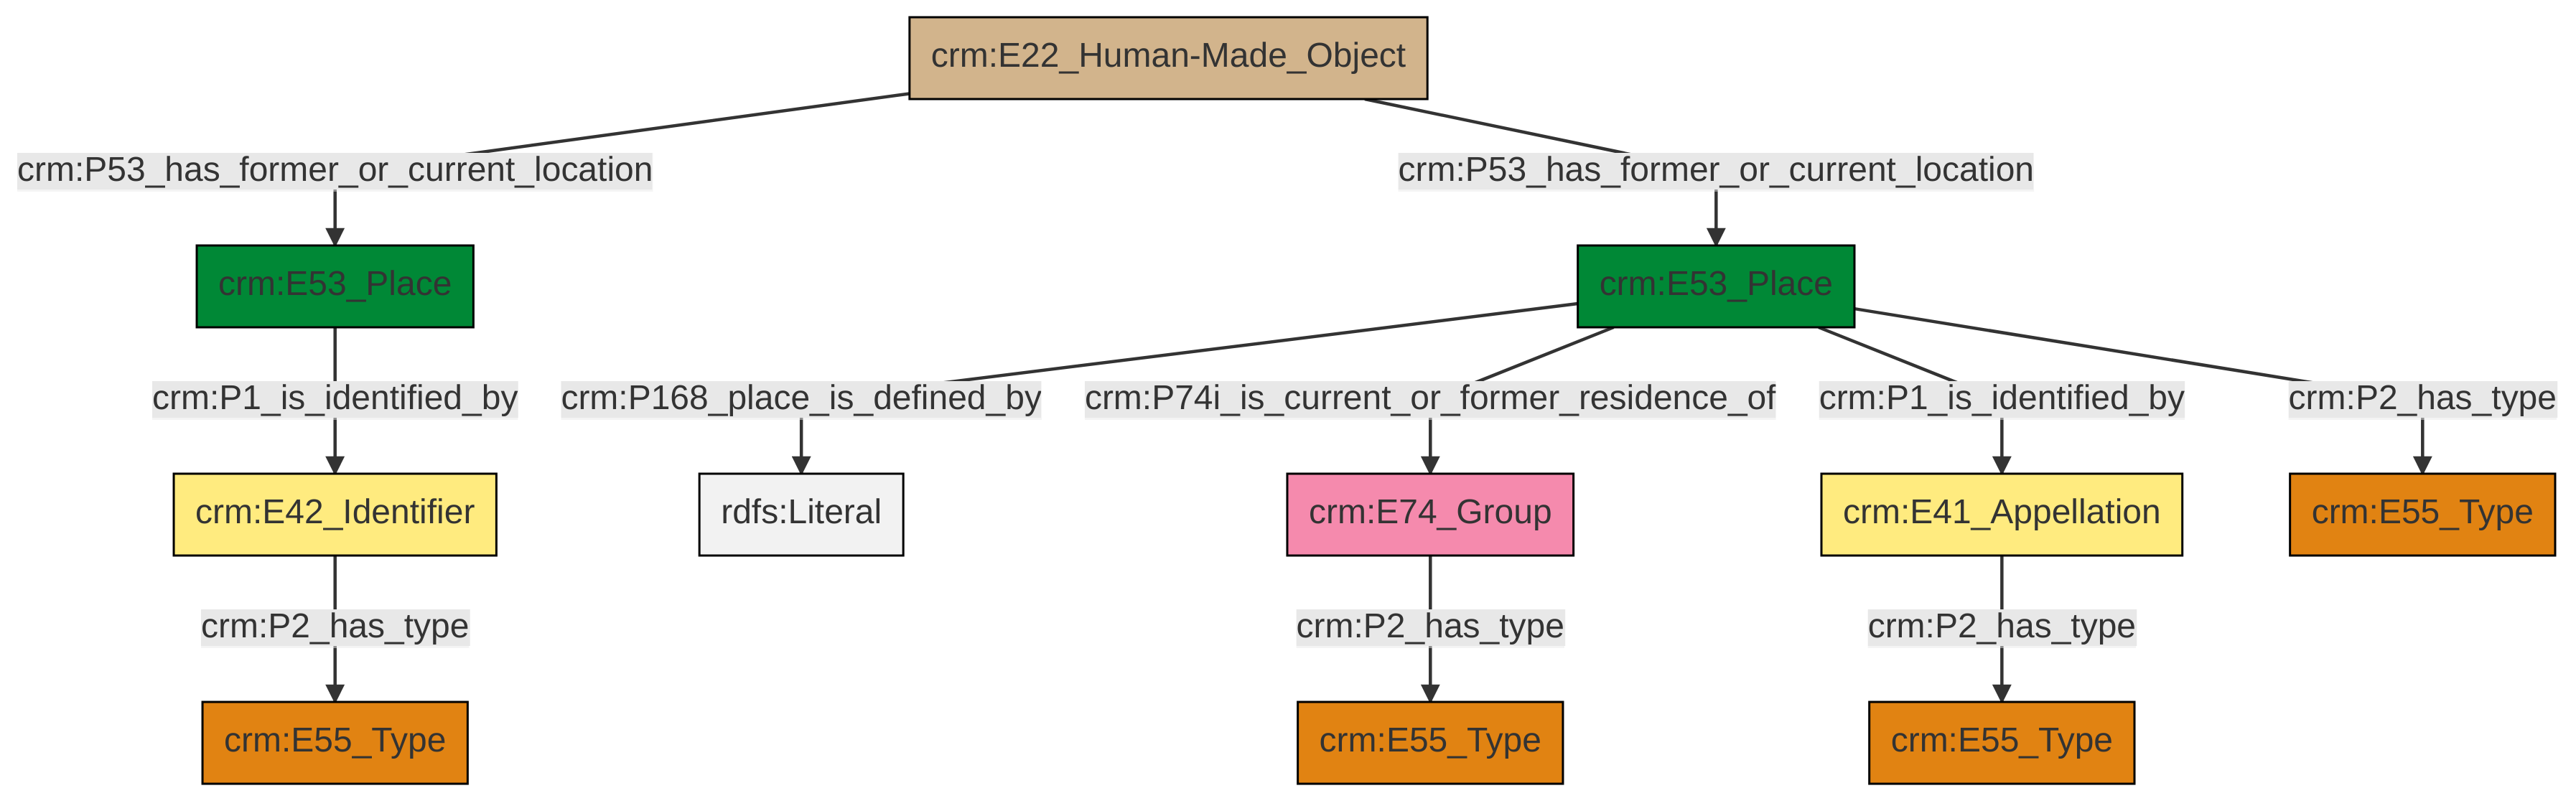 crm:E22_Human-Made_Object
crm:P53_has_former_or_current_location
crm:P53_has_former_or_current_location
crm:E53_Place
crm:E53_Place
crm:P1_is_identified_by
crm:P168_place_is_defined_by
crm:P74i_is_current_or_former_residence_of
crm:P1_is_identified_by
crm:P2_has_type
crm:E42_Identifier
rdfs:Literal
crm:E74_Group
crm:E41_Appellation
crm:E55_Type
crm:P2_has_type
crm:P2_has_type
crm:P2_has_type
crm:E55_Type
crm:E55_Type
crm:E55_Type